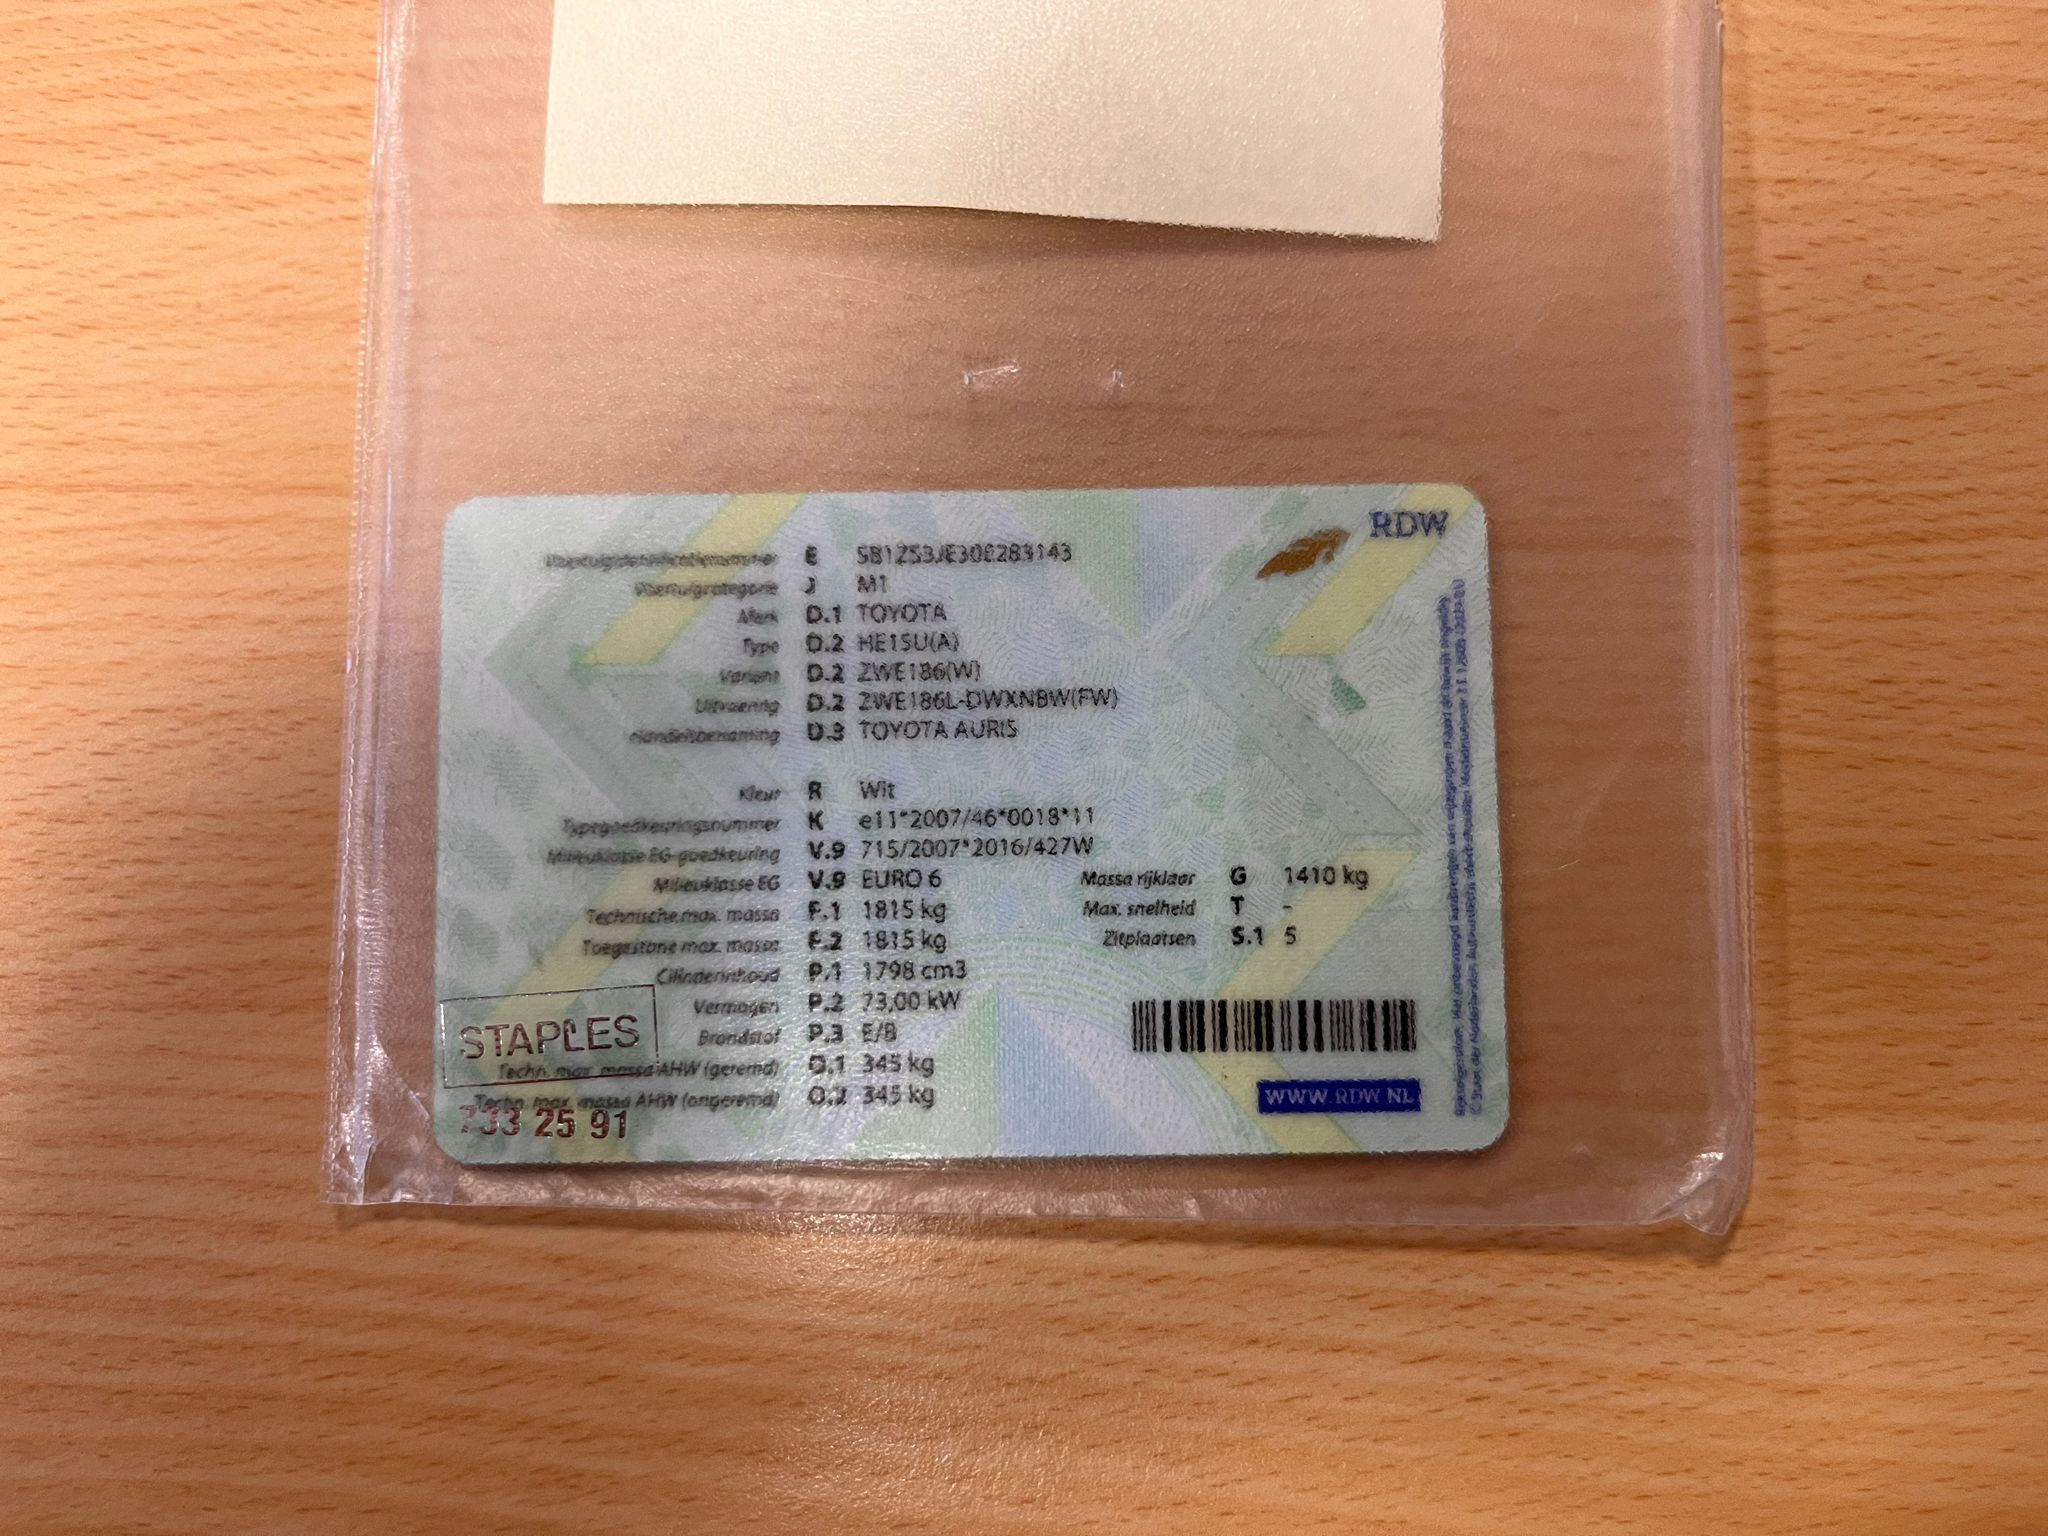 RDW
Voertuigidentificatienummer E SB1ZS3JE30E283143
Voertuigcategorie J M1
Merk D.1 TOYOTA
Type D.2 HE15U(A)
Variant D.2 ZWE186(W)
Uitvoering D.2 ZWE186L-DWXNBW(FW)
Handelsbenaming D.3 TOYOTA AURIS
Kleur R Wit
Typegoedkeuringsnummer K e11*2007/46*0018*11
Milieuklasse EG-goedkeuring V.9 715/2007*2016/427W
Milieuklasse EG V.9 EURO 6 Massa rijklaar G 1410 kg
Technische max. massa F.1 1815 kg Max. snelheid T -
Toegestane max. massa F.2 1815 kg Zitplaatsen S.1 5
Cilinderinhoud P.1 1798 cm3
Vermogen P.2 73,00 kW
Brandstof P.3 E/B
Techn. max. massa AHW (geremd) O.1 345 kg
Techn. max. massa AHW (ongeremd) O.2 345 kg
STAPLES
733 25 91
WWW.RDW.NL